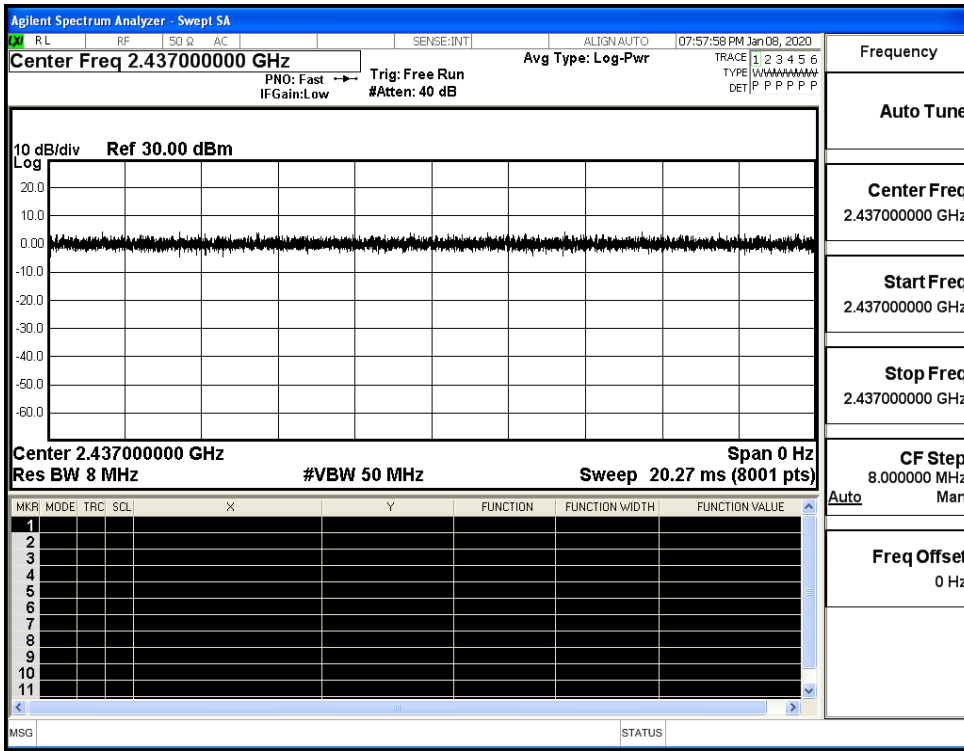 Agilent Spectrum Analyzer - Swept SA
LXI RL RF 50 Ω AC SENSE:INT ALIGN AUTO 07:57:58 PM Jan 08, 2020
Center Freq 2.437000000 GHz
Avg Type: Log-Pwr
TRACE 1 2 3 4 5 6
PNO: Fast Trig: Free Run
TYPE
IFGain:Low #Atten: 40 dB
DET P P P P P P
10 dB/div Ref 30.00 dBm
Log
20.0
10.0
0.00
-10.0
-20.0
-30.0
-40.0
-50.0
-60.0
Center 2.437000000 GHz Span 0 Hz
Res BW 8 MHz #VBW 50 MHz Sweep 20.27 ms (8001 pts)
MKR MODE TRC SCL X Y FUNCTION FUNCTION WIDTH FUNCTION VALUE
1
2
3
4
5
6
7
8
9
10
11
MSG STATUS
Frequency
Auto Tune
Center Freq
2.437000000 GHz
Start Freq
2.437000000 GHz
Stop Freq
2.437000000 GHz
CF Step
8.000000 MHz
Auto Man
Freq Offset
0 Hz